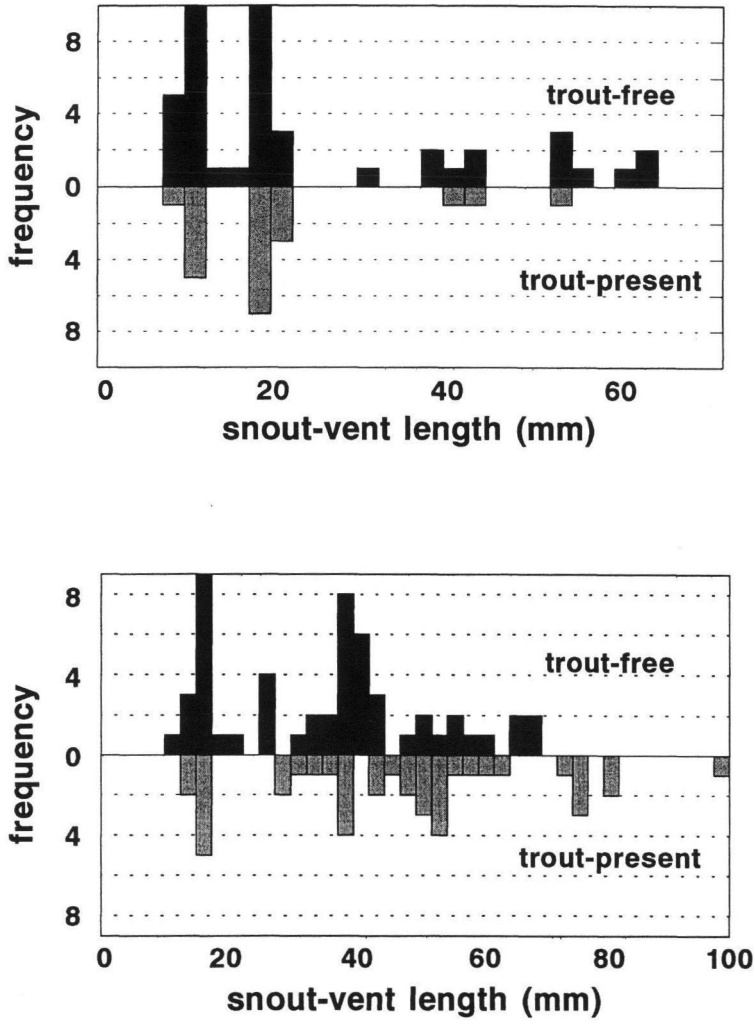 8
trout-free
4
frequency
0
4
trout-present
8
0 20 40 60
snout-vent length (mm)
8
trout-free
4
frequency
0
4
trout-present
8
0 20 40 60 80 100
snout-vent length (mm)